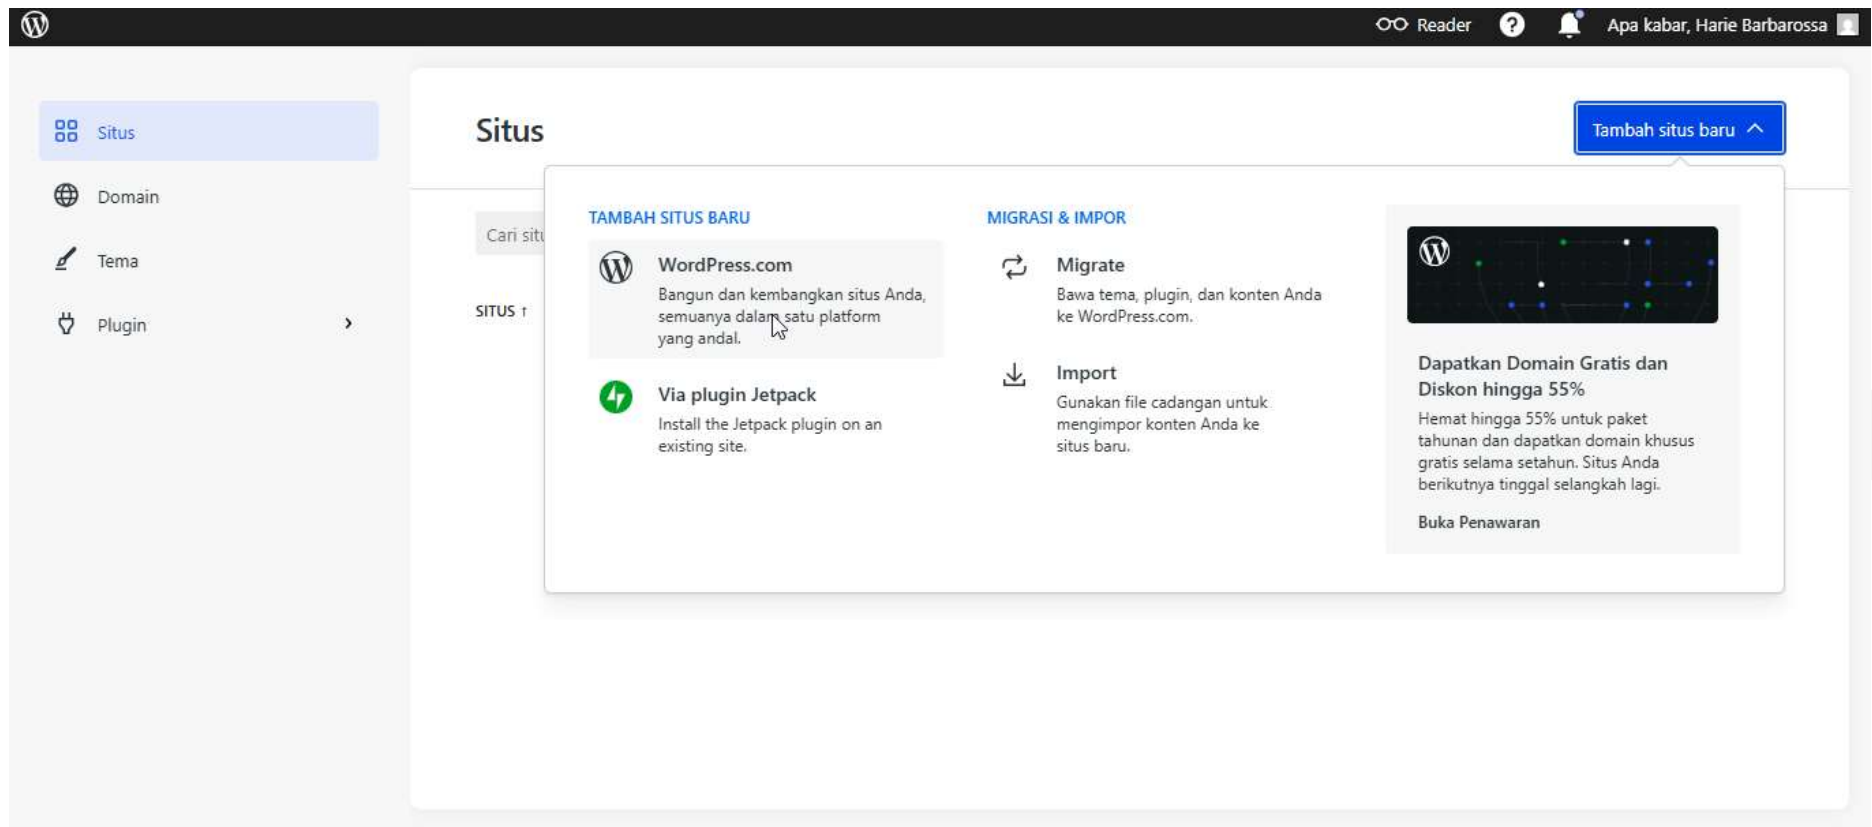 Reader
Apa kabar, Harie Barbarossa
Situs
Domain
Tema
Plugin
Situs
Tambah situs baru
Cari situ
SITUS ↑
TAMBAH SITUS BARU
WordPress.com
Bangun dan kembangkan situs Anda,
semuanya dalam satu platform
yang andal.
Via plugin Jetpack
Install the Jetpack plugin on an
existing site.
MIGRASI & IMPOR
Migrate
Bawa tema, plugin, dan konten Anda
ke WordPress.com.
Import
Gunakan file cadangan untuk
mengimpor konten Anda ke
situs baru.
Dapatkan Domain Gratis dan
Diskon hingga 55%
Hemat hingga 55% untuk paket
tahunan dan dapatkan domain khusus
gratis selama setahun. Situs Anda
berikutnya tinggal selangkah lagi.
Buka Penawaran